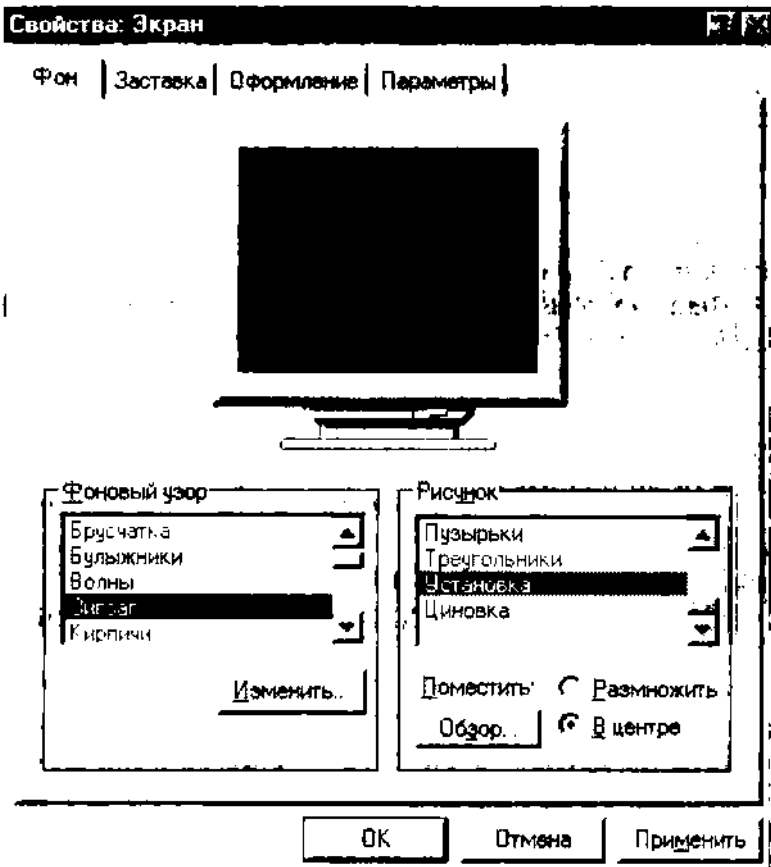 Свойства: Экран
Фон Заставка Оформление Параметры
Фоновый узор
Брусчатка
Булыжники
Волны
Зигзаг
Кирпичи
Изменить..
Рисунок
Пузырьки
Треугольники
Установка
Циновка
Поместить: Размножить
Обзор.. В центре
ОК Отмена Применить